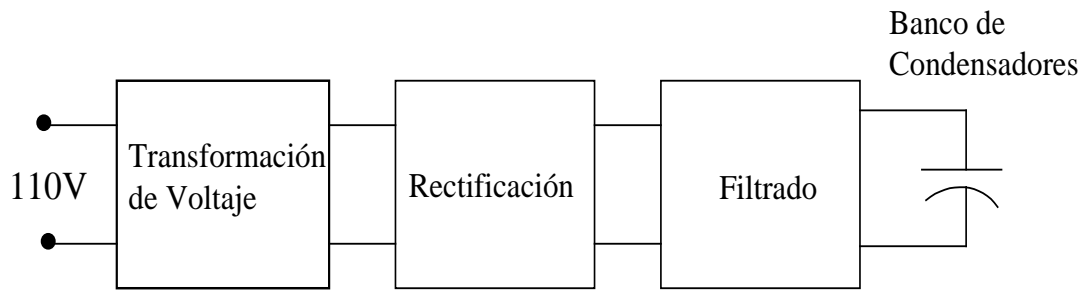 Banco de
Condensadores
110V
Transformación
de Voltaje
Rectificación
Filtrado